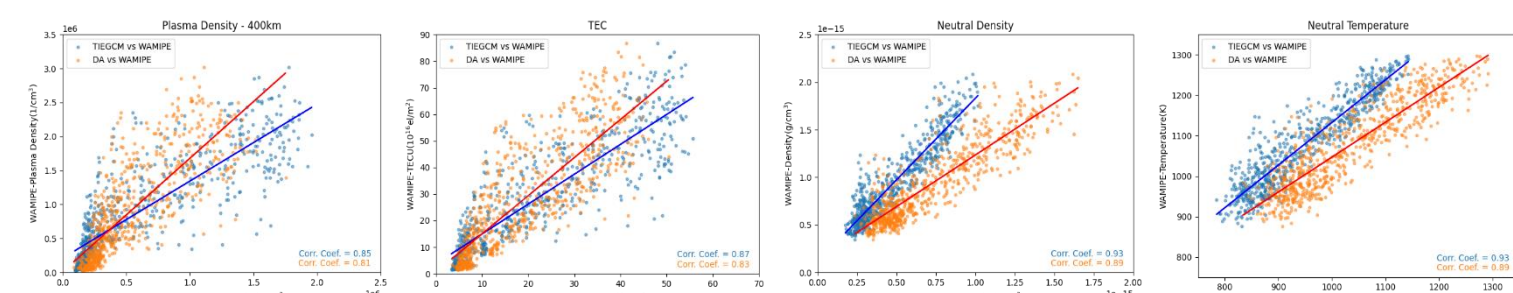 Plasma Density - 400km
1e6
3.5
3.0
2.5
2.0
1.5
1.0
0.5
0.0
WAMIPE-Plasma Density(1/cm³)
TIEGCM vs WAMIPE
DA vs WAMIPE
Corr. Coef. = 0.85
Corr. Coef. = 0.81
0.0 0.5 1.0 1.5 2.0 2.5
TEC
90
80
70
60
50
40
30
20
10
0
WAMIPE-TECU(10¹⁶el/m²)
TIEGCM vs WAMIPE
DA vs WAMIPE
Corr. Coef. = 0.87
Corr. Coef. = 0.83
0 10 20 30 40 50 60 70
Neutral Density
1e−15
2.5
2.0
1.5
1.0
0.5
0.0
WAMIPE-Density(g/cm³)
TIEGCM vs WAMIPE
DA vs WAMIPE
Corr. Coef. = 0.93
Corr. Coef. = 0.89
0.00 0.25 0.50 0.75 1.00 1.25 1.50 1.75 2.00
Neutral Temperature
1300
1200
1100
1000
900
800
WAMIPE-Temperature(K)
TIEGCM vs WAMIPE
DA vs WAMIPE
Corr. Coef. = 0.93
Corr. Coef. = 0.89
800 900 1000 1100 1200 1300